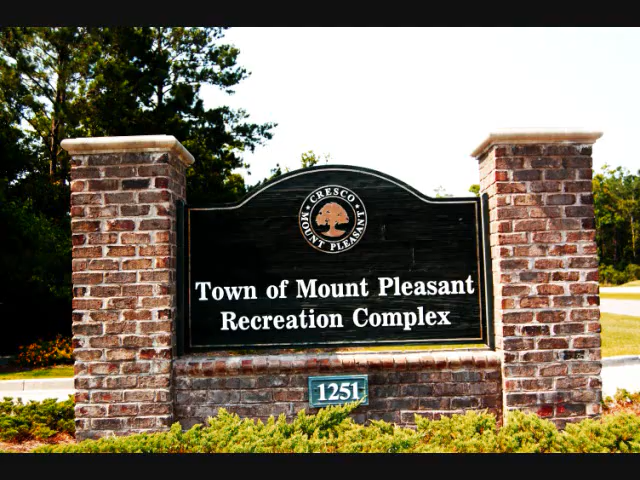 CRESCO
MOUNT PLEASANT
Town of Mount Pleasant
Recreation Complex
1251